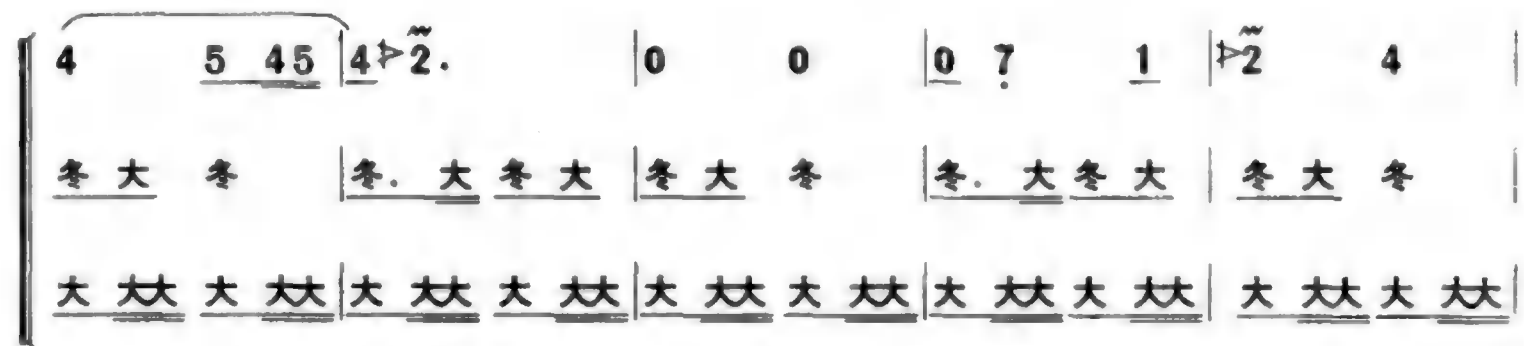 4 5 45 | 4 2. | 0 0 | 0 7 1 | 2 4 |
冬 大 冬 | 冬. 大 冬 大 | 冬 大 冬 | 冬. 大 冬 大 | 冬 大 冬 |
大 大大 大 大大 | 大 大大 大 大大 | 大 大大 大 大大 | 大 大大 大 大大 | 大 大大 大 大大 |